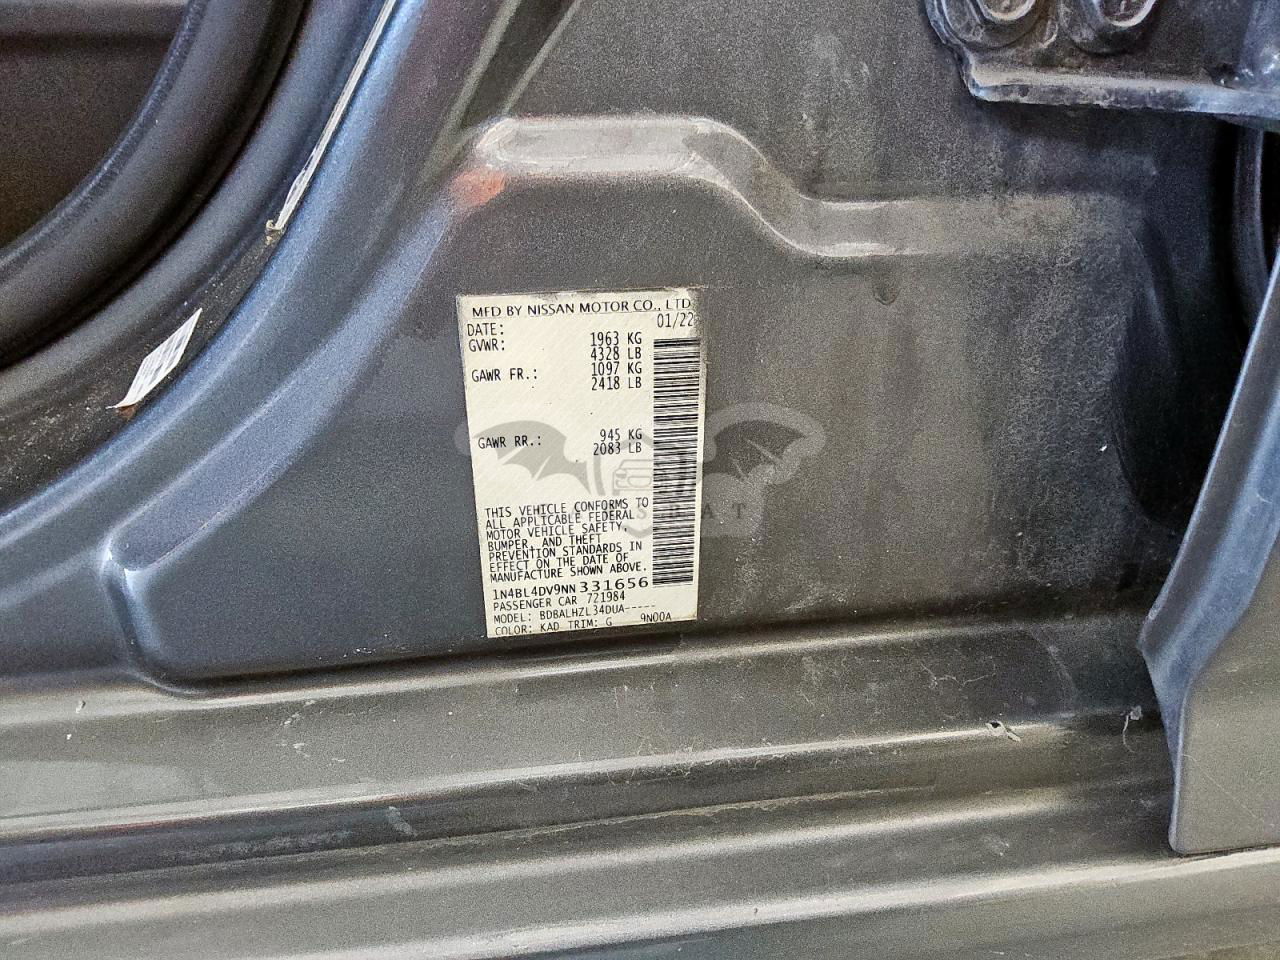 MFD BY NISSAN MOTOR CO., LTD
DATE: 01/22
GVWR: 1963 KG
4328 LB
GAWR FR.: 1097 KG
2418 LB
GAWR RR.: 945 KG
2083 LB
THIS VEHICLE CONFORMS TO
ALL APPLICABLE FEDERAL
MOTOR VEHICLE SAFETY,
BUMPER, AND THEFT
PREVENTION STANDARDS IN
EFFECT ON THE DATE OF
MANUFACTURE SHOWN ABOVE.
1N4BL4DV9NN331656
PASSENGER CAR 721984
MODEL: BDBALHZL34DUA-----
COLOR: KAD TRIM: G 9N00A